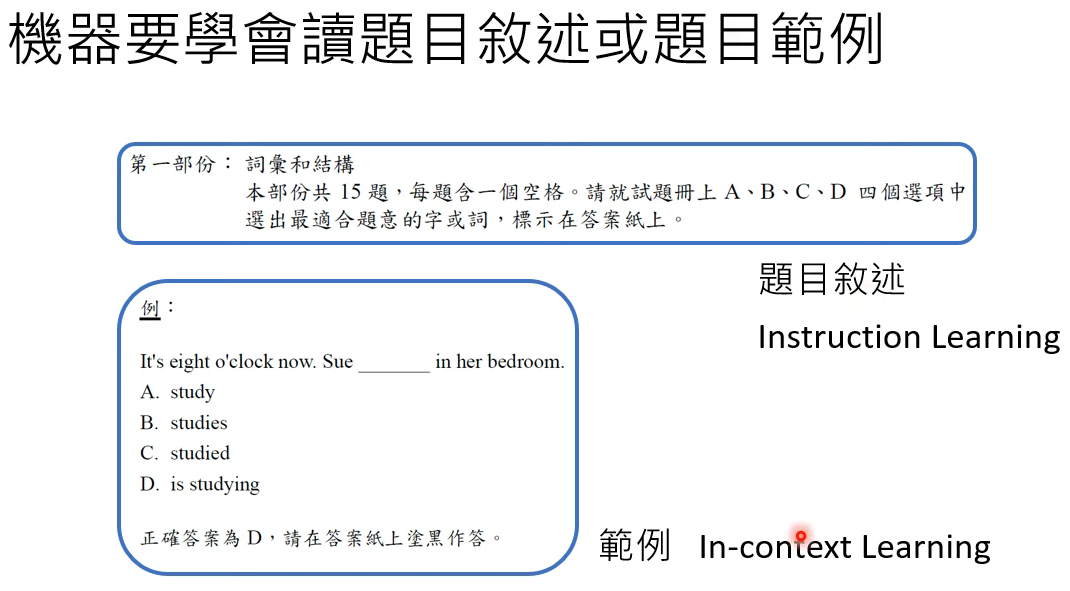 機器要學會讀題目敘述或題目範例
第一部份： 詞彙和結構
本部份共 15 題，每題含一個空格。請就試題冊上 A、B、C、D 四個選項中
選出最適合題意的字或詞，標示在答案紙上。
題目敘述
Instruction Learning
例：
It's eight o'clock now. Sue _______ in her bedroom.
A. study
B. studies
C. studied
D. is studying
正確答案為 D，請在答案紙上塗黑作答。
範例 In-context Learning